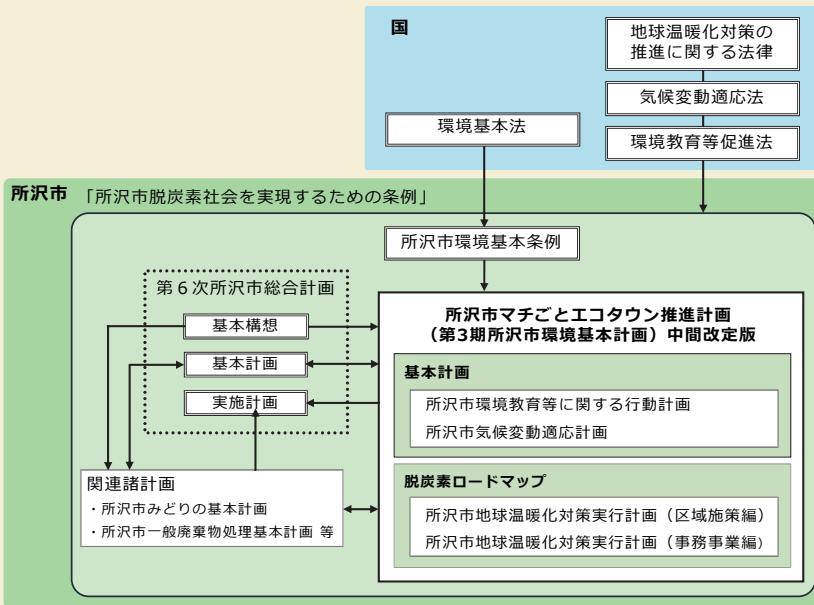 国
地球温暖化対策の
推進に関する法律
気候変動適応法
環境基本法
環境教育等促進法
所沢市 「所沢市脱炭素社会を実現するための条例」
所沢市環境基本条例
第６次所沢市総合計画
基本構想
基本計画
実施計画
関連諸計画
・所沢市みどりの基本計画
・所沢市一般廃棄物処理基本計画 等
所沢市マチごとエコタウン推進計画
（第3期所沢市環境基本計画）中間改定版
基本計画
所沢市環境教育等に関する行動計画
所沢市気候変動適応計画
脱炭素ロードマップ
所沢市地球温暖化対策実行計画（区域施策編）
所沢市地球温暖化対策実行計画（事務事業編）